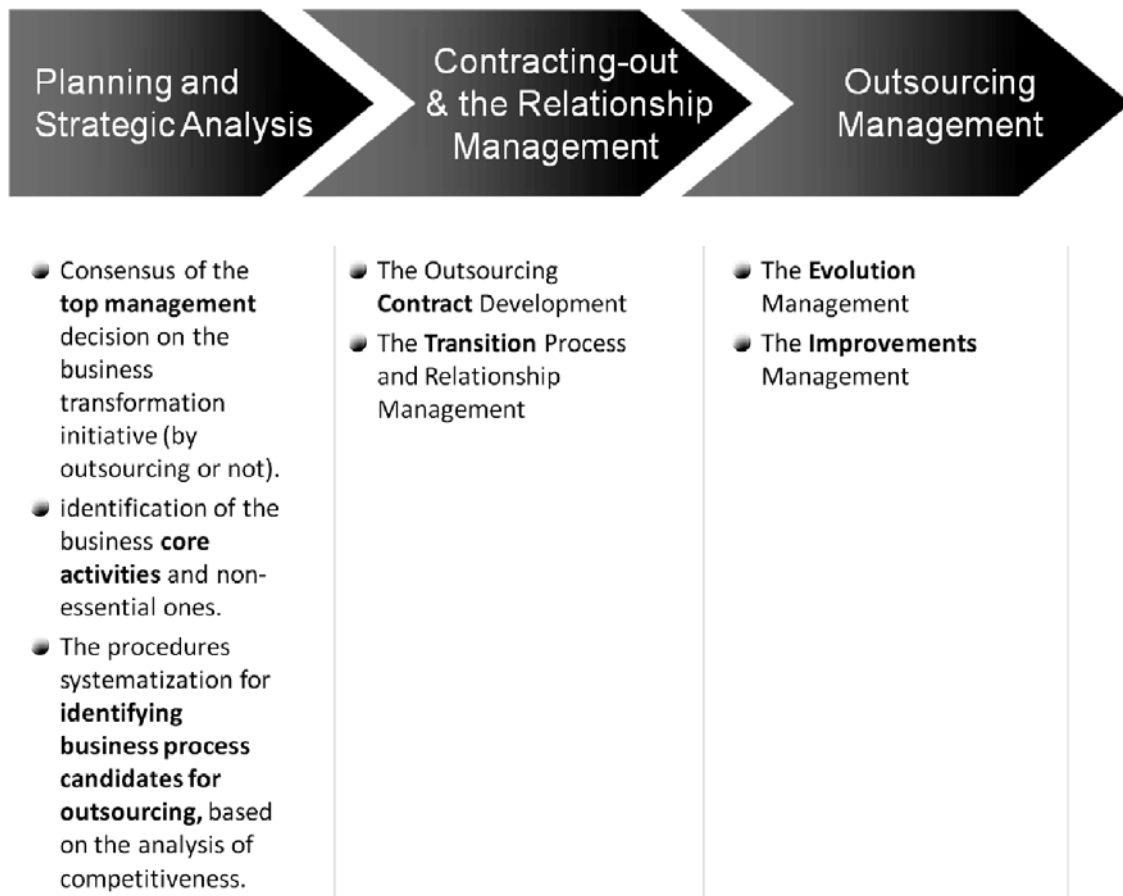 Planning and
Strategic Analysis
Contracting-out
& the Relationship
Management
Outsourcing
Management
Consensus of the
top management
decision on the
business
transformation
initiative (by
outsourcing or not).
identification of the
business core
activities and non-
essential ones.
The procedures
systematization for
identifying
business process
candidates for
outsourcing, based
on the analysis of
competitiveness.
The Outsourcing
Contract Development
The Transition Process
and Relationship
Management
The Evolution
Management
The Improvements
Management